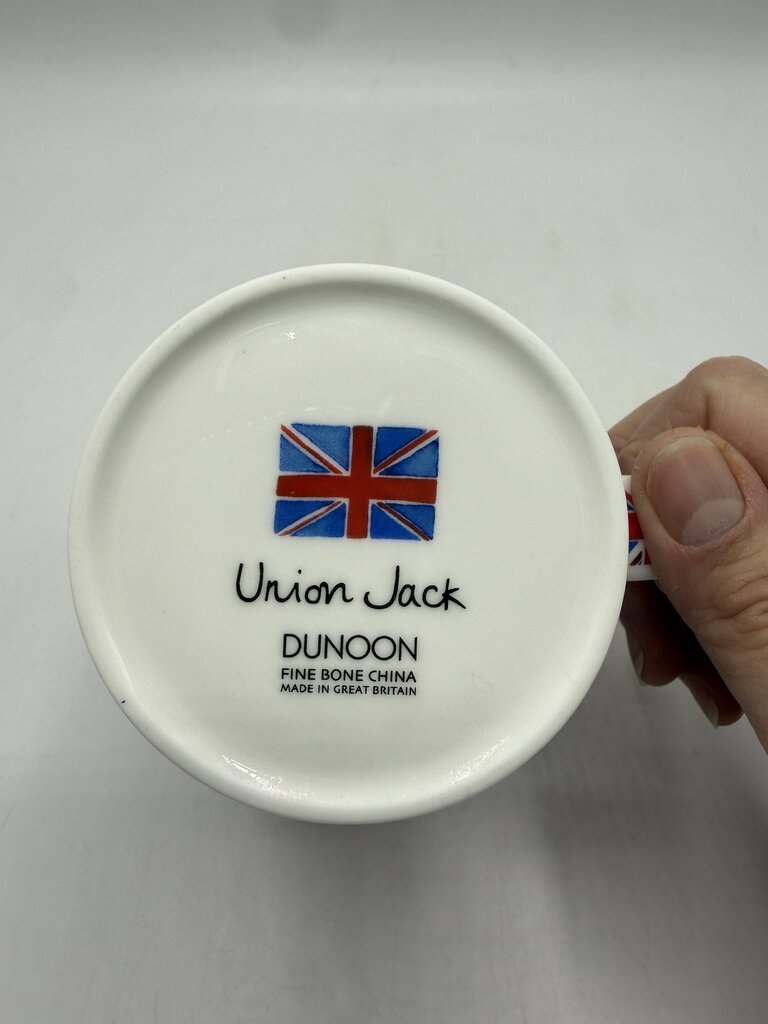 Union Jack
DUNOON
FINE BONE CHINA
MADE IN GREAT BRITAIN